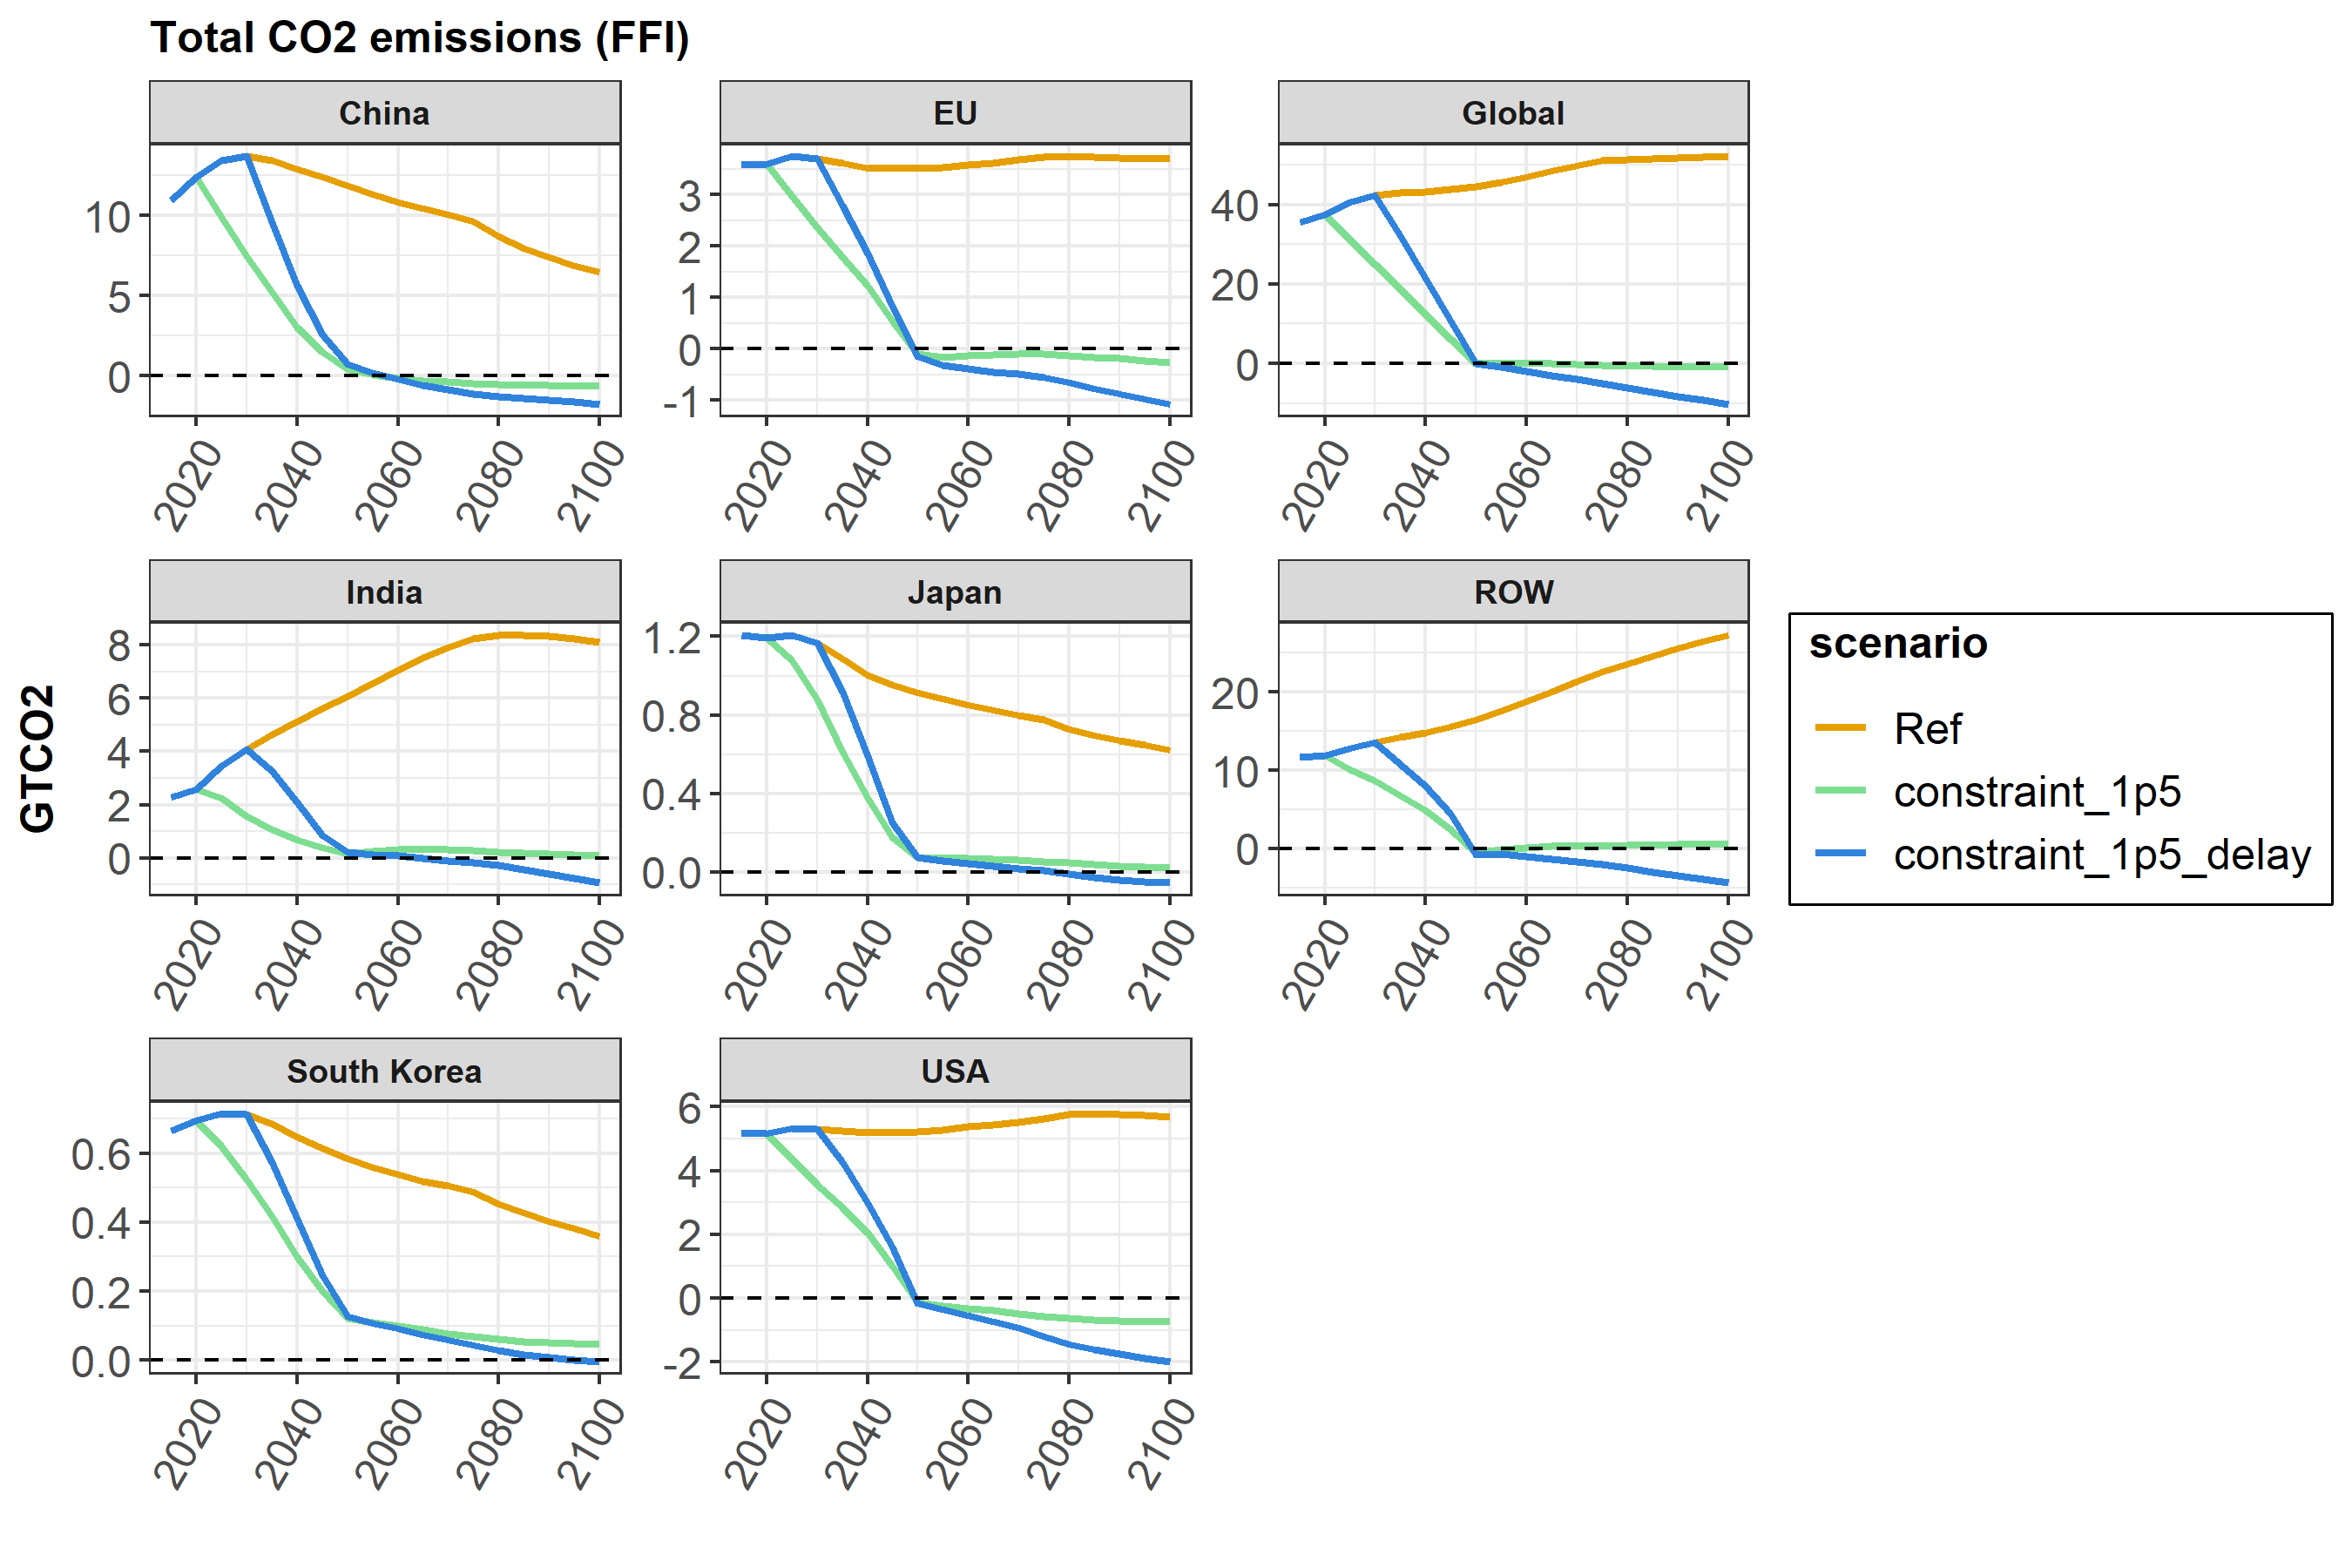 Total CO2 emissions (FFI)
China
EU
Global
10
5
0
3
2
1
0
-1
40
20
0
2020 2040 2060 2080 2100
2020 2040 2060 2080 2100
2020 2040 2060 2080 2100
GTCO2
India
Japan
ROW
8
6
4
2
0
1.2
0.8
0.4
0.0
20
10
0
2020 2040 2060 2080 2100
2020 2040 2060 2080 2100
2020 2040 2060 2080 2100
scenario
Ref
constraint_1p5
constraint_1p5_delay
South Korea
USA
0.6
0.4
0.2
0.0
6
4
2
0
-2
2020 2040 2060 2080 2100
2020 2040 2060 2080 2100